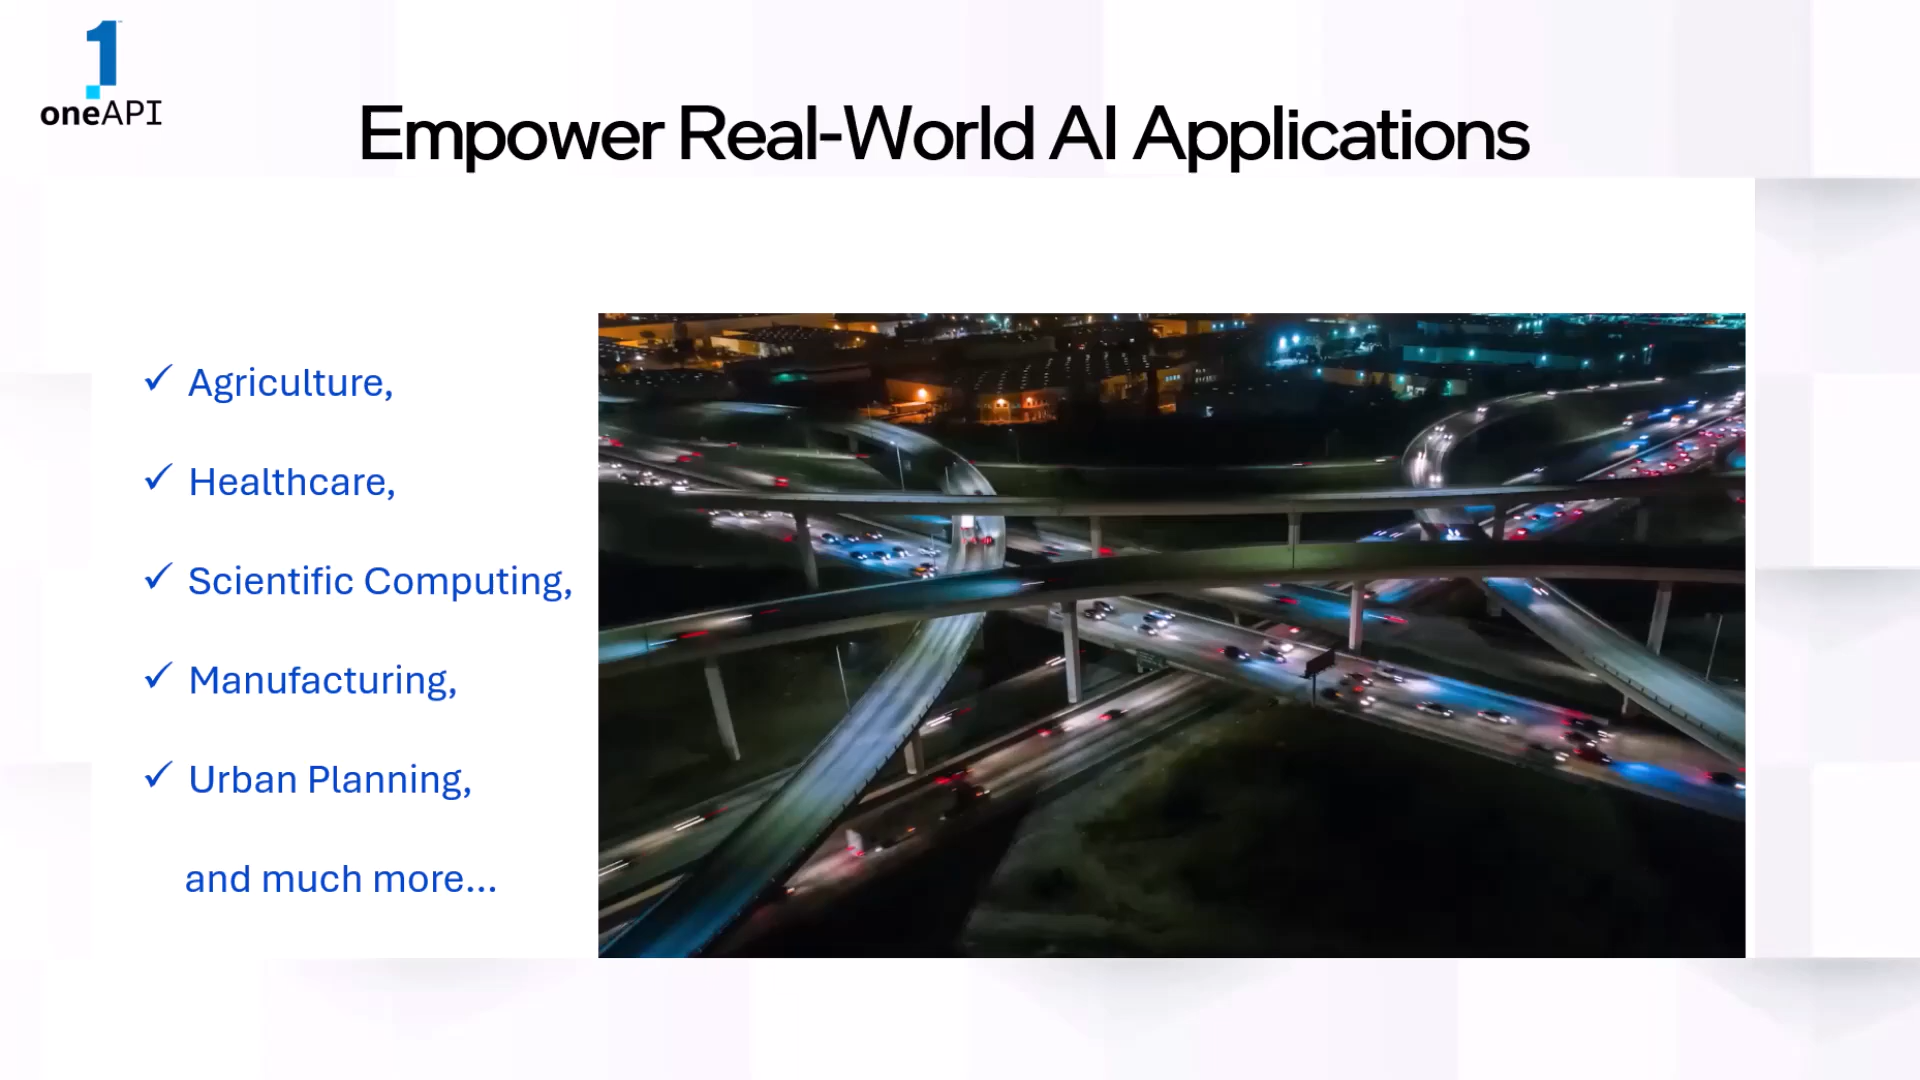 1
oneAPI
Empower Real-World AI Applications
✓ Agriculture,
✓ Healthcare,
✓ Scientific Computing,
✓ Manufacturing,
✓ Urban Planning,
and much more...